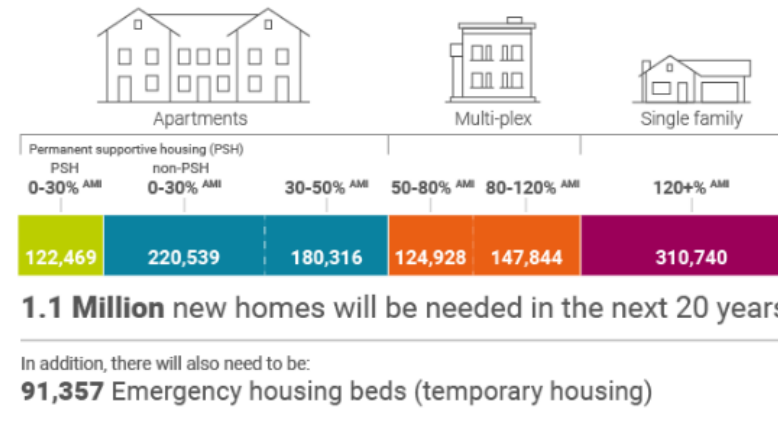 Apartments Multi-plex Single family
Permanent supportive housing (PSH)
PSH non-PSH
0-30% AMI 0-30% AMI 30-50% AMI 50-80% AMI 80-120% AMI 120+% AMI
122,469 220,539 180,316 124,928 147,844 310,740
1.1 Million new homes will be needed in the next 20 years
In addition, there will also need to be:
91,357 Emergency housing beds (temporary housing)